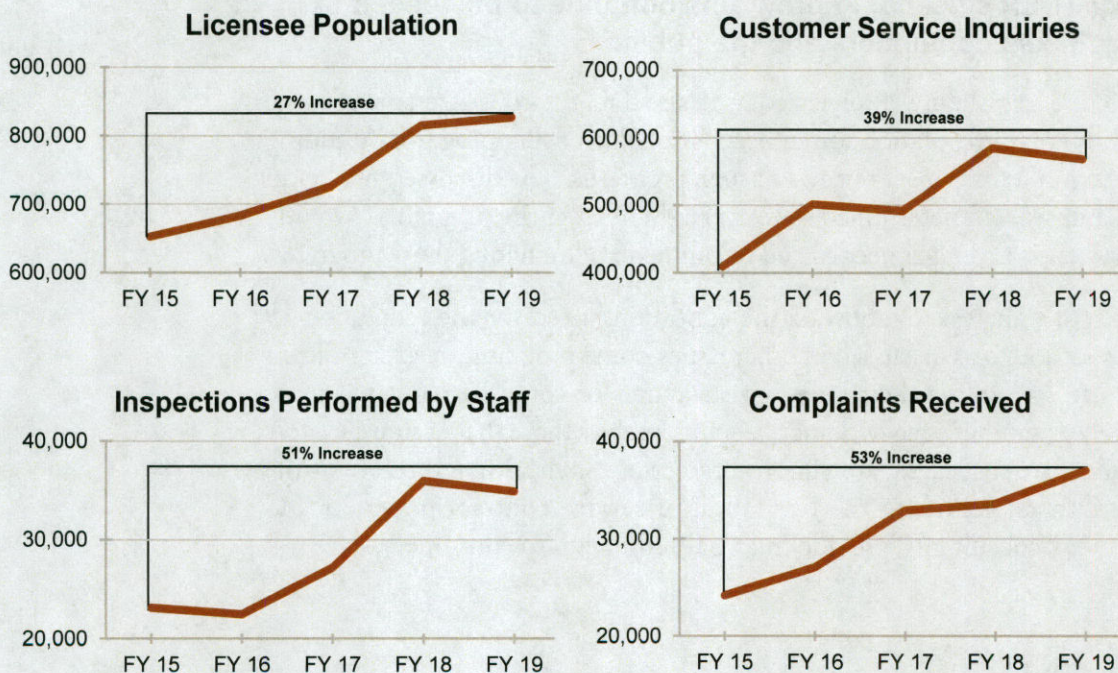 Licensee Population
900,000
27% Increase
800,000
700,000
600,000
FY 15 FY 16 FY 17 FY 18 FY 19
Customer Service Inquiries
700,000
39% Increase
600,000
500,000
400,000
FY 15 FY 16 FY 17 FY 18 FY 19
Inspections Performed by Staff
40,000
51% Increase
30,000
20,000
FY 15 FY 16 FY 17 FY 18 FY 19
Complaints Received
40,000
53% Increase
30,000
20,000
FY 15 FY 16 FY 17 FY 18 FY 19